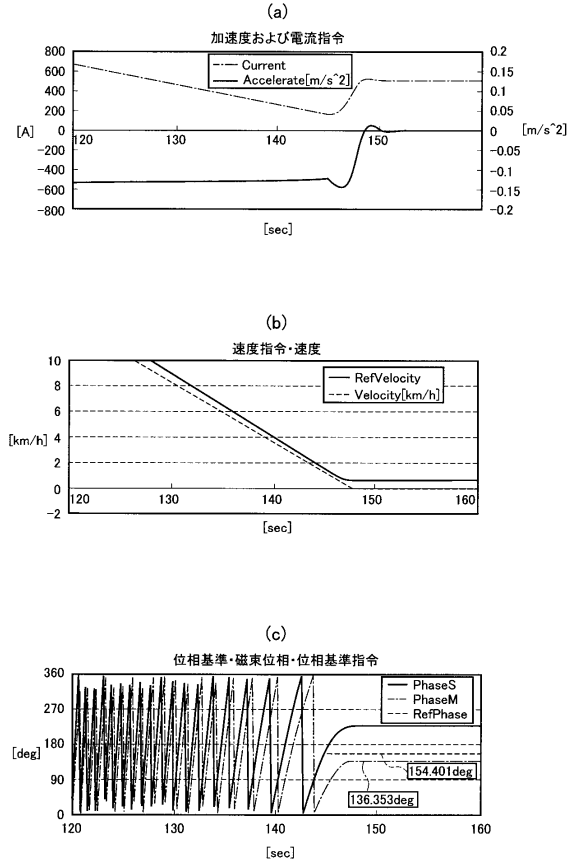 (a)
加速度および電流指令
Current
Accelerate[m/s^2]
800
600
400
200
0
-200
-400
-600
-800
[A]
0.2
0.15
0.1
0.05
0
-0.05
-0.1
-0.15
-0.2
[m/s^2]
120 130 140 150
[sec]
(b)
速度指令・速度
RefVelocity
Velocity[km/h]
10
8
6
4
2
0
-2
[km/h]
120 130 140 150 160
[sec]
(c)
位相基準・磁束位相・位相基準指令
PhaseS
PhaseM
RefPhase
360
270
180
90
0
[deg]
154.401deg
136.353deg
120 130 140 150 160
[sec]